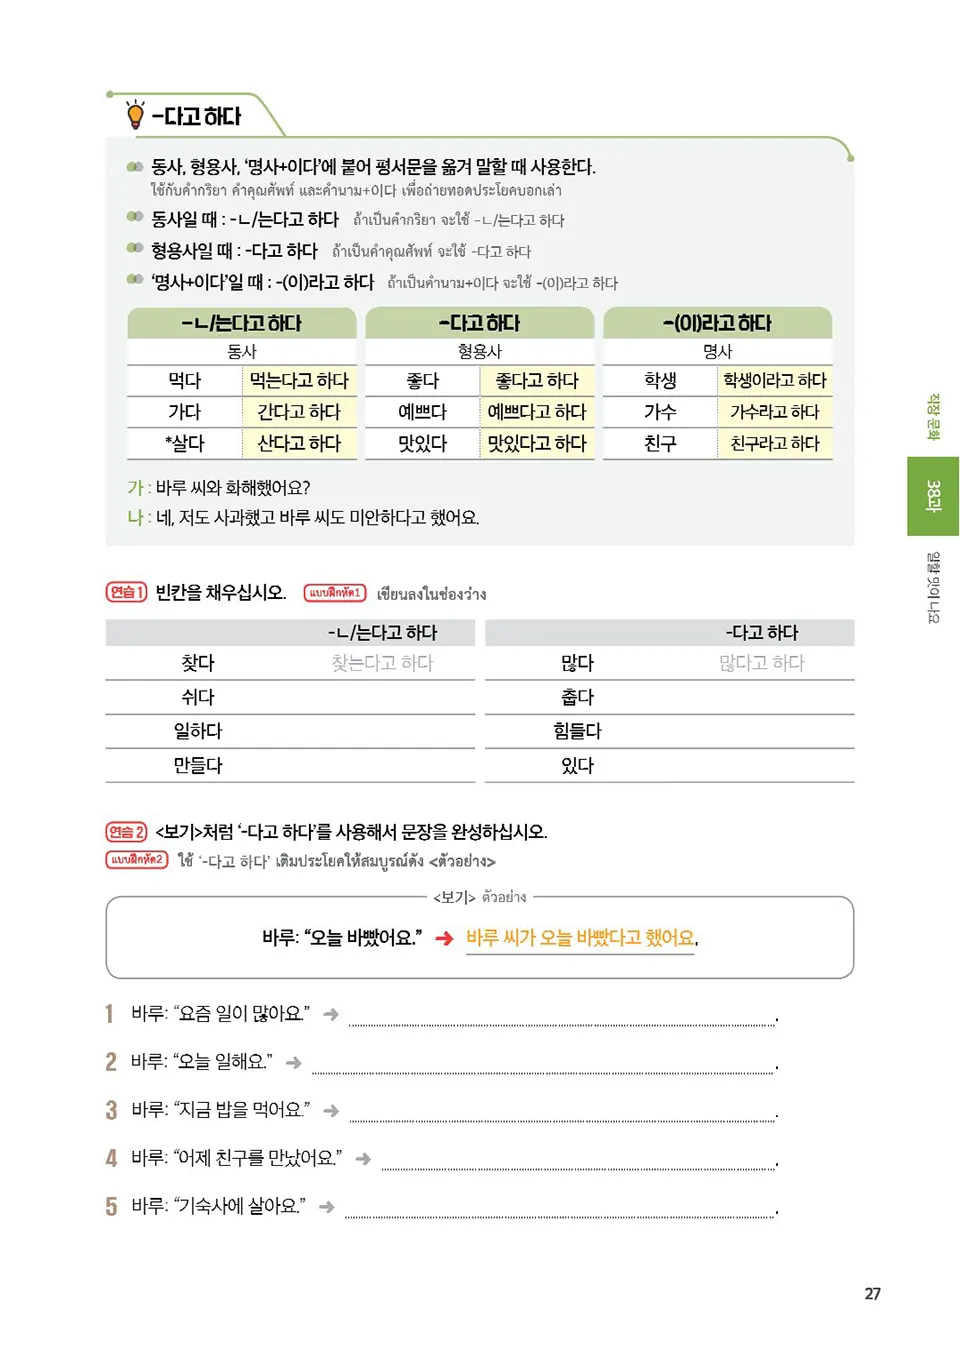 -다고 하다
동사, 형용사, ‘명사+이다’에 붙어 평서문을 옮겨 말할 때 사용한다.
ใช้กับคำกริยา คำคุณศัพท์ และคำนาม+이다 เพื่อถ่ายทอดประโยคบอกเล่า
동사일 때 : -ㄴ/는다고 하다 ถ้าเป็นคำกริยา จะใช้ -ㄴ/는다고 하다
형용사일 때 : -다고 하다 ถ้าเป็นคำคุณศัพท์ จะใช้ -다고 하다
‘명사+이다’일 때 : -(이)라고 하다 ถ้าเป็นคำนาม+이다 จะใช้ -(이)라고 하다
-ㄴ/는다고 하다 -다고 하다 -(이)라고 하다
동사 형용사 명사
먹다 먹는다고 하다 좋다 좋다고 하다 학생 학생이라고 하다
가다 간다고 하다 예쁘다 예쁘다고 하다 가수 가수라고 하다
*살다 산다고 하다 맛있다 맛있다고 하다 친구 친구라고 하다
가 : 바루 씨와 화해했어요?
나 : 네, 저도 사과했고 바루 씨도 미안하다고 했어요.
직장 문화
38과
일할 맛이 나요
연습 1 빈칸을 채우십시오. แบบฝึกหัด1 เขียนลงในช่องว่าง
-ㄴ/는다고 하다 -다고 하다
찾다 찾는다고 하다 많다 많다고 하다
쉬다 춥다
일하다 힘들다
만들다 있다
연습 2 <보기>처럼 ‘-다고 하다’를 사용해서 문장을 완성하십시오.
แบบฝึกหัด2 ใช้ ‘-다고 하다’ เติมประโยคให้สมบูรณ์ดัง <ตัวอย่าง>
<보기> ตัวอย่าง
바루: “오늘 바빴어요.” ➜ 바루 씨가 오늘 바빴다고 했어요.
1 바루: “요즘 일이 많아요.” ➜ .
2 바루: “오늘 일해요.” ➜ .
3 바루: “지금 밥을 먹어요.” ➜ .
4 바루: “어제 친구를 만났어요.” ➜ .
5 바루: “기숙사에 살아요.” ➜ .
27